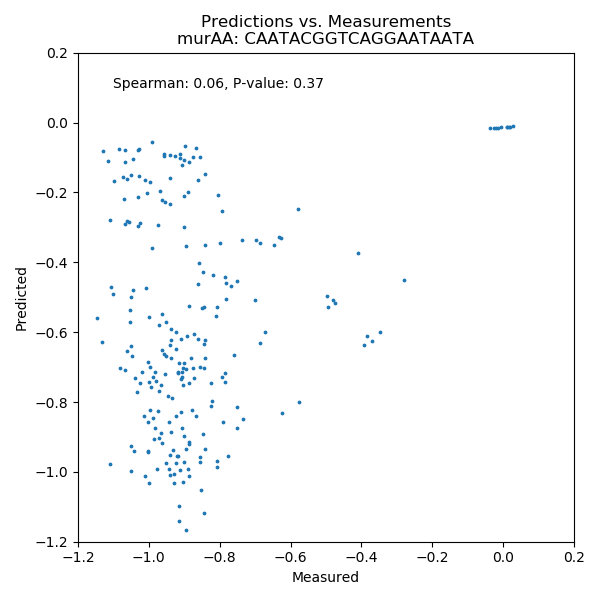 Predictions vs. Measurements
murAA: CAATACGGTCAGGAATAATA
Spearman: 0.06, P-value: 0.37
0.2
0.0
−0.2
−0.4
−0.6
−0.8
−1.0
−1.2
Predicted
−1.2 −1.0 −0.8 −0.6 −0.4 −0.2 0.0 0.2
Measured